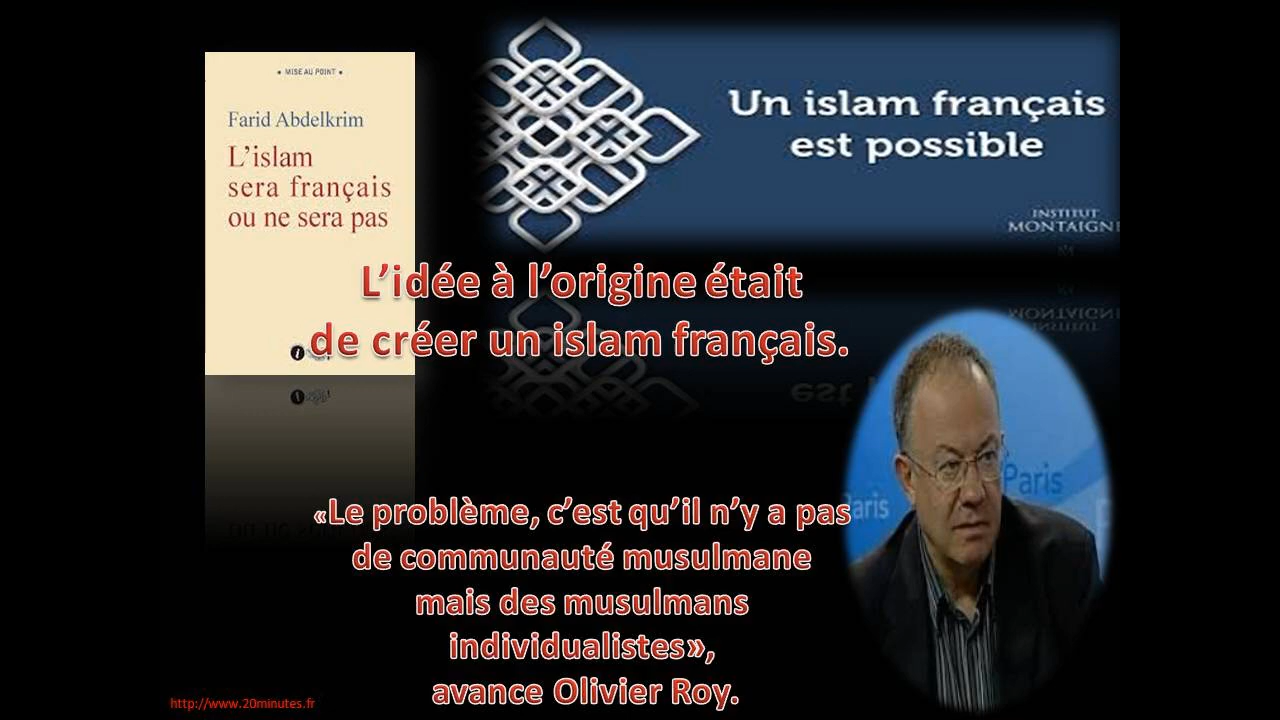 • MISE AU POINT •
Farid Abdelkrim
L'islam
sera français
ou ne sera pas
Un islam français
est possible
INSTITUT
MONTAIGNE
L'idée à l'origine était
de créer un islam français.
Paris
Paris
P
«Le problème, c'est qu'il n'y a pas
de communauté musulmane
mais des musulmans
individualistes»,
avance Olivier Roy.
http://www.20minutes.fr